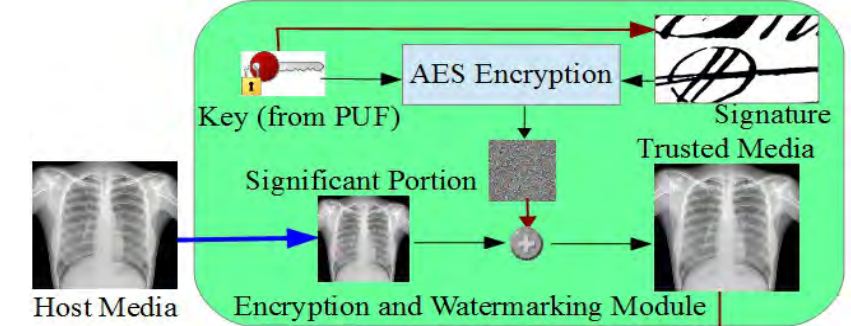 AES Encryption
Key (from PUF)
Signature
Trusted Media
Significant Portion
Host Media
Encryption and Watermarking Module